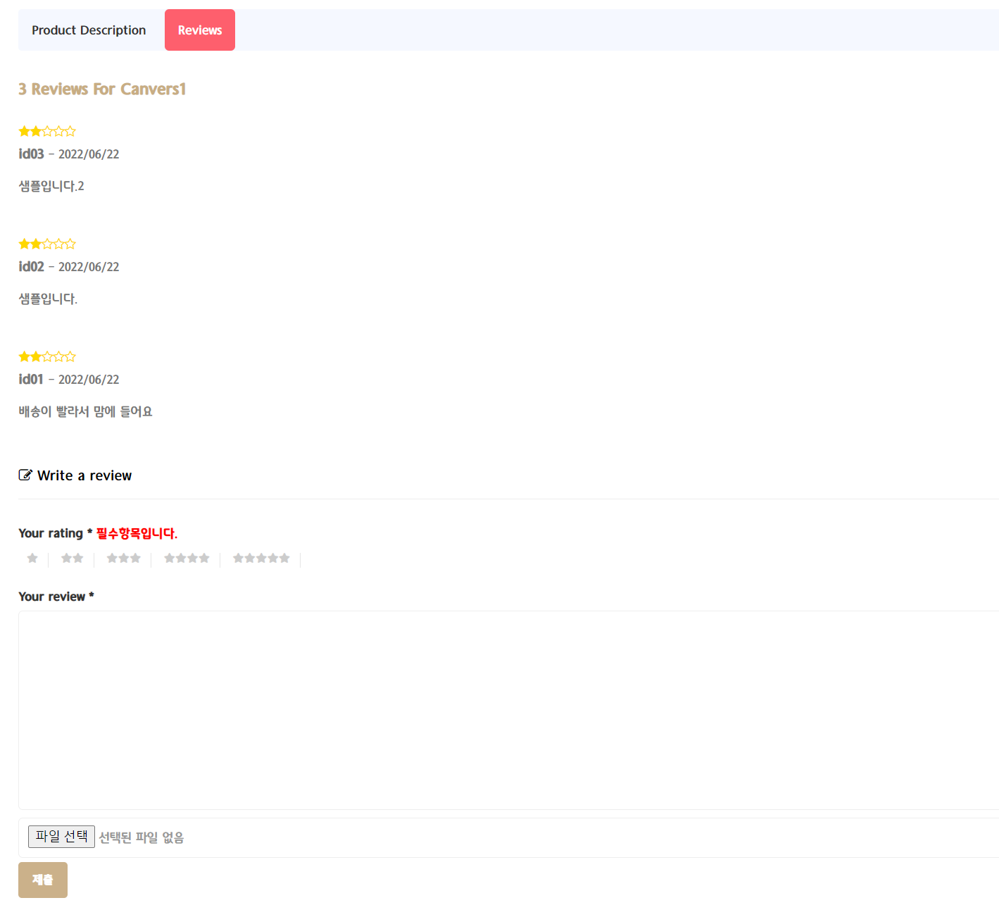 Product Description
Reviews
3 Reviews For Canvers1
id03 - 2022/06/22
샘플입니다.2
id02 - 2022/06/22
샘플입니다.
id01 - 2022/06/22
배송이 빨라서 맘에 들어요
Write a review
Your rating * 필수항목입니다.
Your review *
파일 선택 선택된 파일 없음
제출